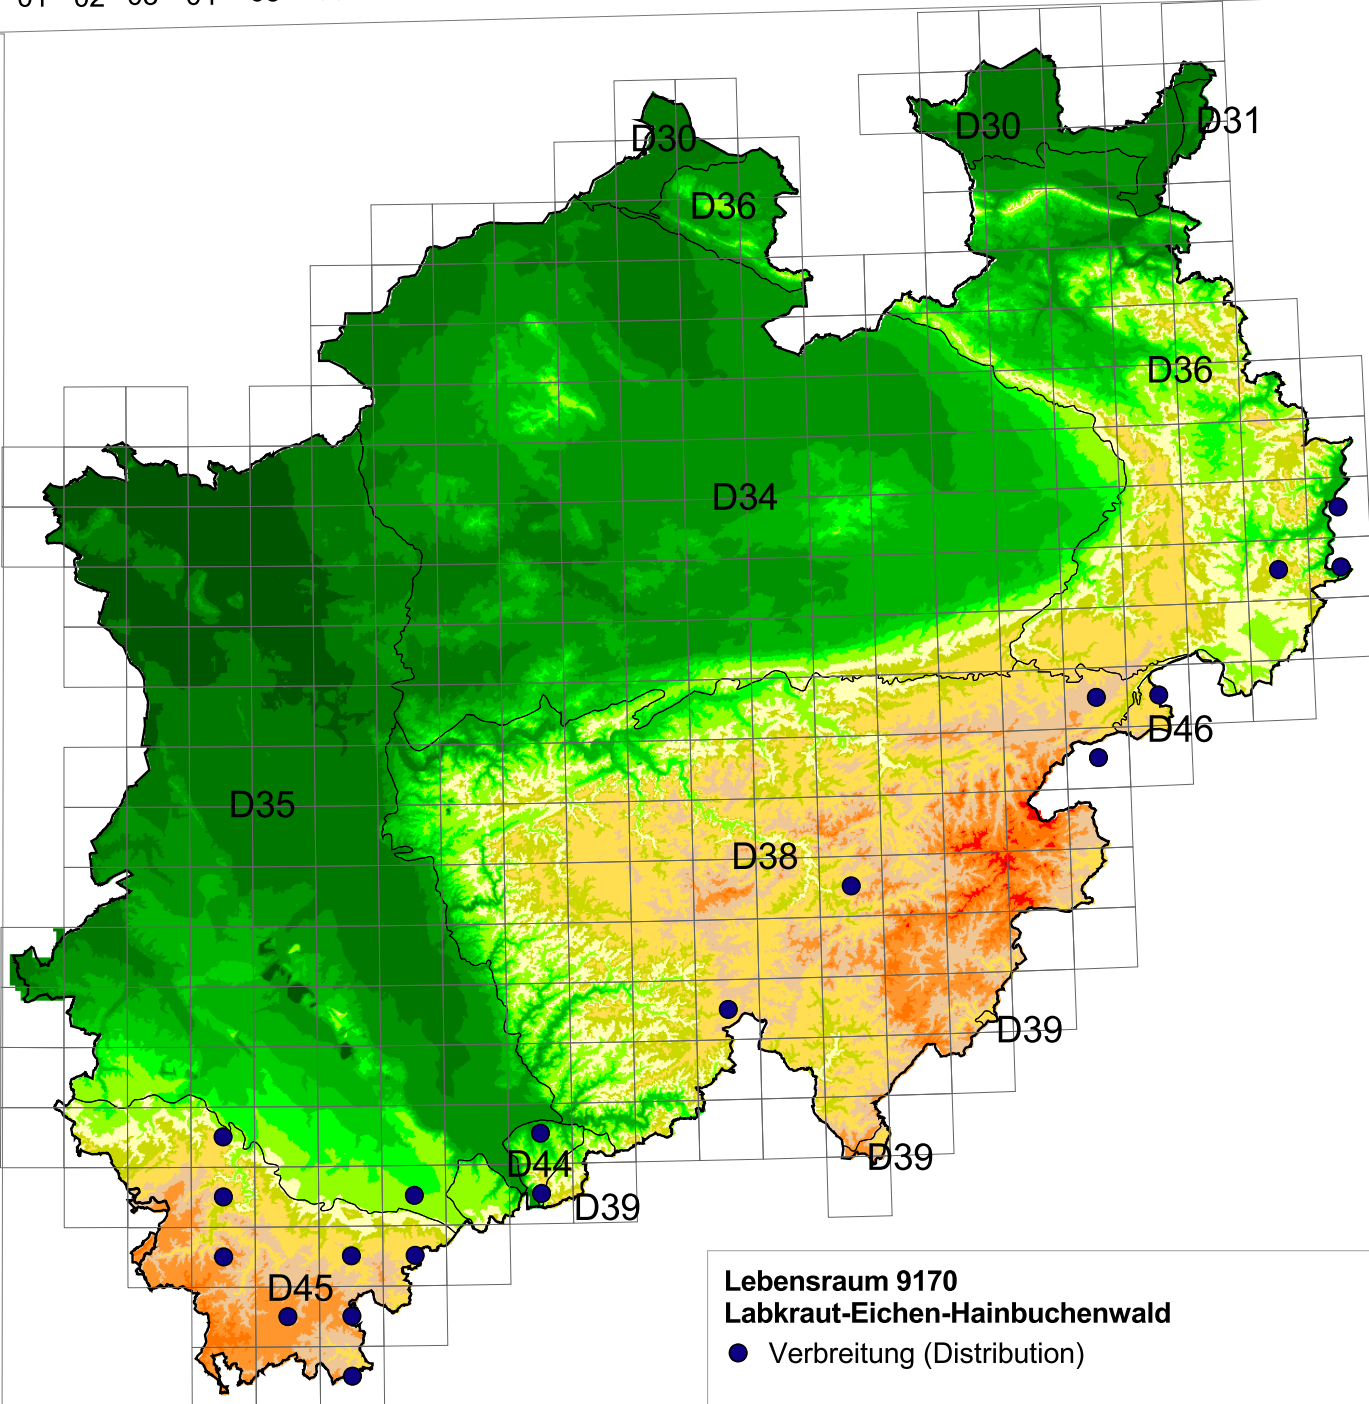 D30
D30
D31
D36
D36
D34
D46
D35
D38
D39
D39
D44
D39
D45
Lebensraum 9170
Labkraut-Eichen-Hainbuchenwald
Verbreitung (Distribution)